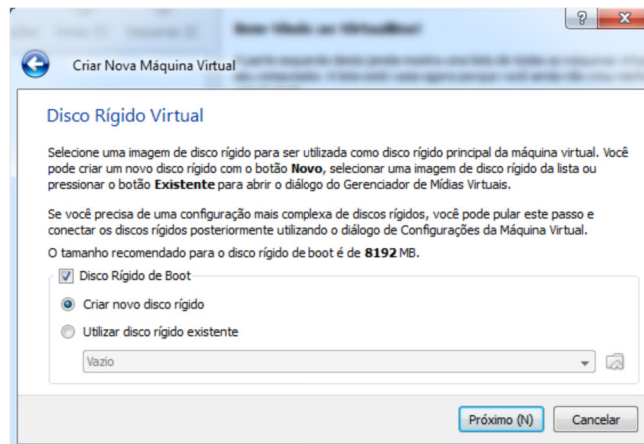 Bem Vindo ao VirtualBox!
Criar Nova Máquina Virtual
Disco Rígido Virtual
Selecione uma imagem de disco rígido para ser utilizada como disco rígido principal da máquina virtual. Você
pode criar um novo disco rígido com o botão Novo, selecionar uma imagem de disco rígido da lista ou
pressionar o botão Existente para abrir o diálogo do Gerenciador de Mídias Virtuais.
Se você precisa de uma configuração mais complexa de discos rígidos, você pode pular este passo e
conectar os discos rígidos posteriormente utilizando o diálogo de Configurações da Máquina Virtual.
O tamanho recomendado para o disco rígido de boot é de 8192 MB.
Disco Rígido de Boot
Criar novo disco rígido
Utilizar disco rígido existente
Vazio
Próximo (N)
Cancelar